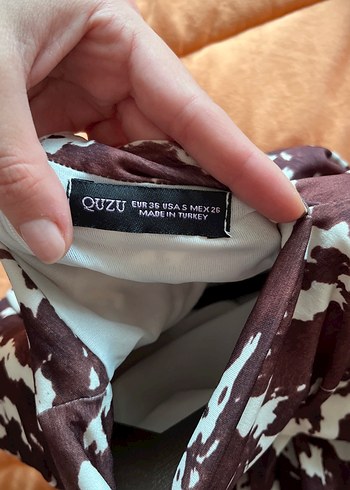 QUZU EUR 36 USA S MEX 26
MADE IN TURKEY